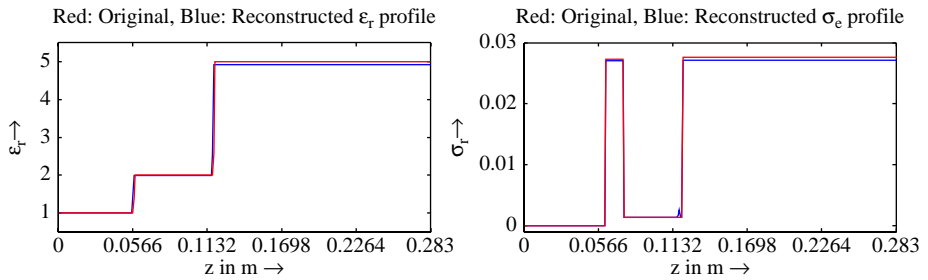 Red: Original, Blue: Reconstructed εr profile
5
4
3
2
1
εr→
0 0.0566 0.1132 0.1698 0.2264 0.283
z in m →
Red: Original, Blue: Reconstructed σe profile
0.03
0.02
0.01
0
σr→
0 0.0566 0.1132 0.1698 0.2264 0.283
z in m →